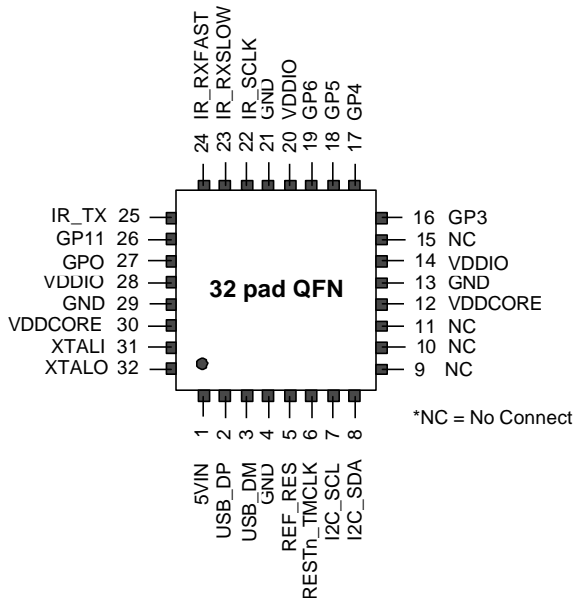 24 IR_RXFAST
23 IR_RXSLOW
22 IR_SCLK
21 GND
20 VDDIO
19 GP6
18 GP5
17 GP4
IR_TX 25
GP11 26
GPO 27
VDDIO 28
GND 29
VDDCORE 30
XTALI 31
XTALO 32
32 pad QFN
16 GP3
15 NC
14 VDDIO
13 GND
12 VDDCORE
11 NC
10 NC
9 NC
*NC = No Connect
5VIN 1
USB_DP 2
USB_DM 3
GND 4
REF_RES 5
RESTn_TMCLK 6
I2C_SCL 7
I2C_SDA 8